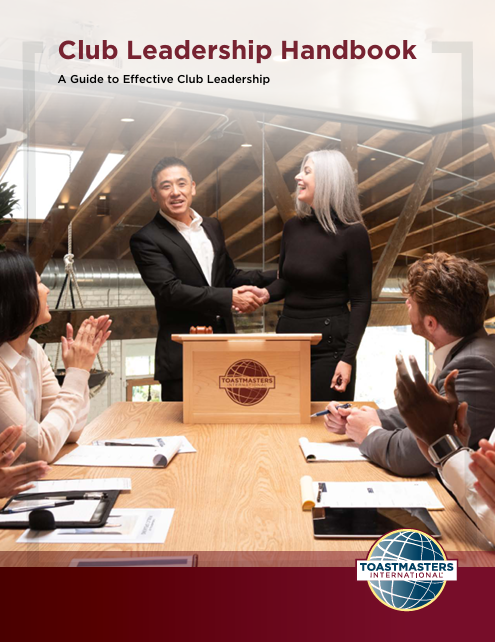 Club Leadership Handbook
A Guide to Effective Club Leadership
TOASTMASTERS
INTERNATIONAL
TOASTMASTERS
INTERNATIONAL